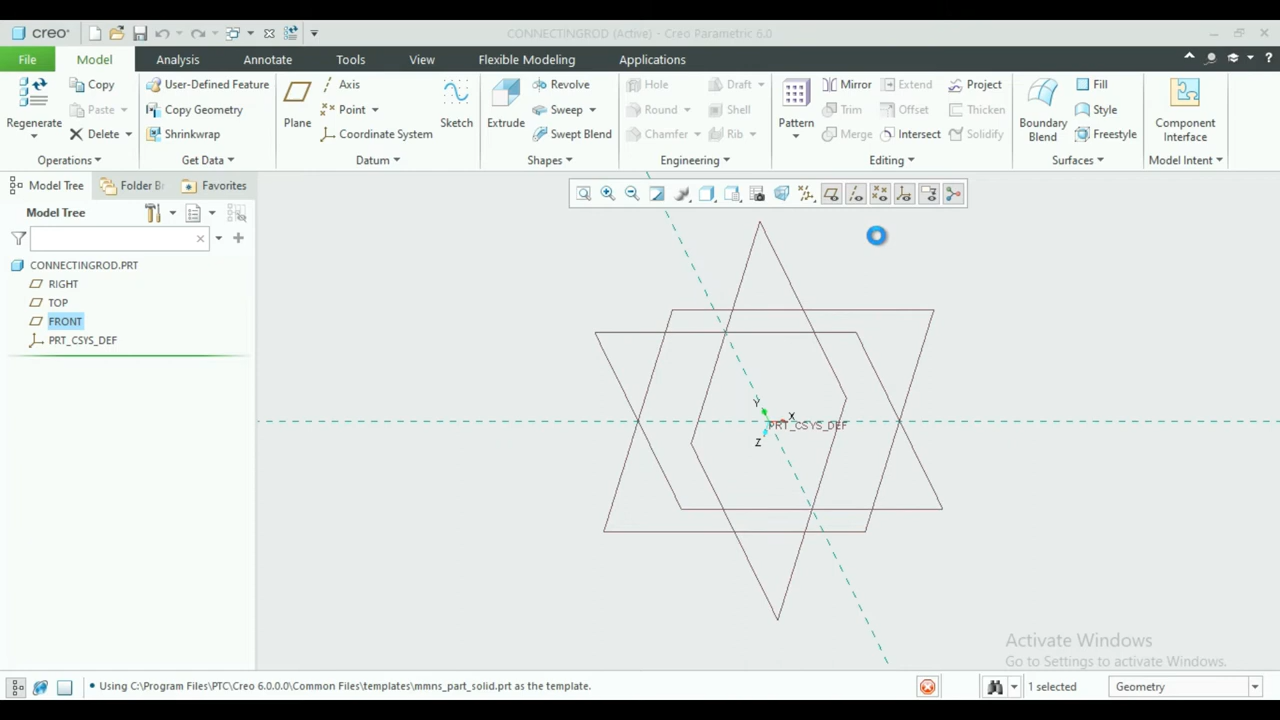 creo° CONNECTINGROD (Active) - Creo Parametric 6.0
File Model Analysis Annotate Tools View Flexible Modeling Applications
Regenerate
Copy
Paste
Delete
Operations
User-Defined Feature
Copy Geometry
Shrinkwrap
Get Data
Plane
Axis
Point
Coordinate System
Sketch
Datum
Extrude
Revolve
Sweep
Swept Blend
Shapes
Hole
Round
Chamfer
Draft
Shell
Rib
Engineering
Pattern
Mirror
Trim
Merge
Extend
Offset
Intersect
Project
Thicken
Solidify
Editing
Boundary
Blend
Fill
Style
Freestyle
Surfaces
Component
Interface
Model Intent
Model Tree Folder Br Favorites
Model Tree
CONNECTINGROD.PRT
RIGHT
TOP
FRONT
PRT_CSYS_DEF
Y
X
PRT_CSYS_DEF
Z
Activate Windows
Go to Settings to activate Windows.
• Using C:\Program Files\PTC\Creo 6.0.0.0\Common Files\templates\mmns_part_solid.prt as the template.
1 selected
Geometry